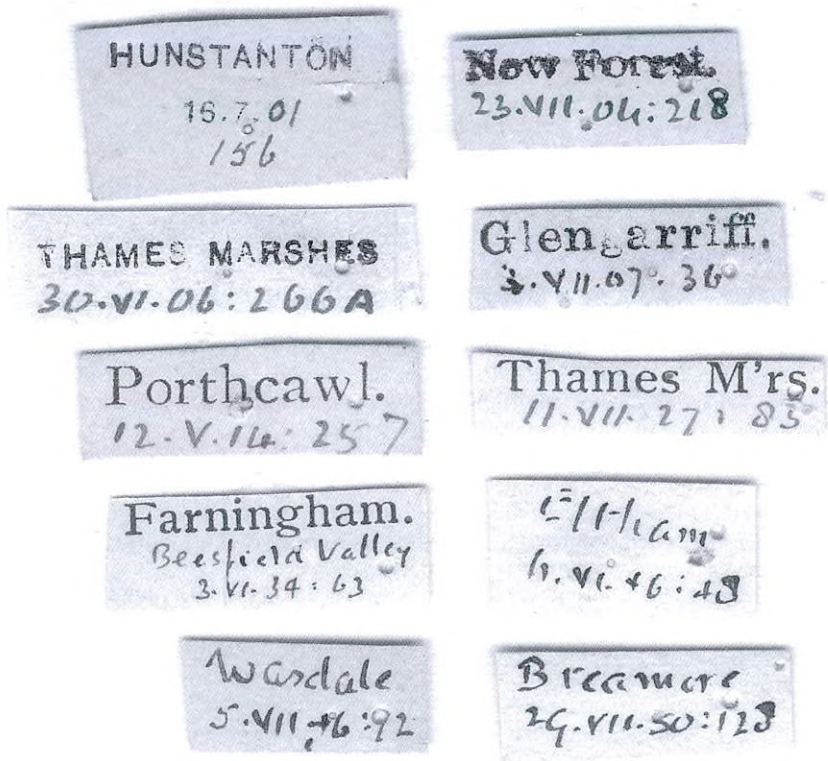 HUNSTANTON
16.7.01
156
New Forest.
23.VII.04:218
THAMES MARSHES
30.VI.06:266A
Glengarriff.
3.VII.07.36
Porthcawl.
12.V.14:257
Thames M'rs.
11.VII.27:83
Farningham.
Beesfield Valley
3.VI.34:63
.VI.46:48
Wasdale
5.VII.46:92
Breamore
29.VII.50:128